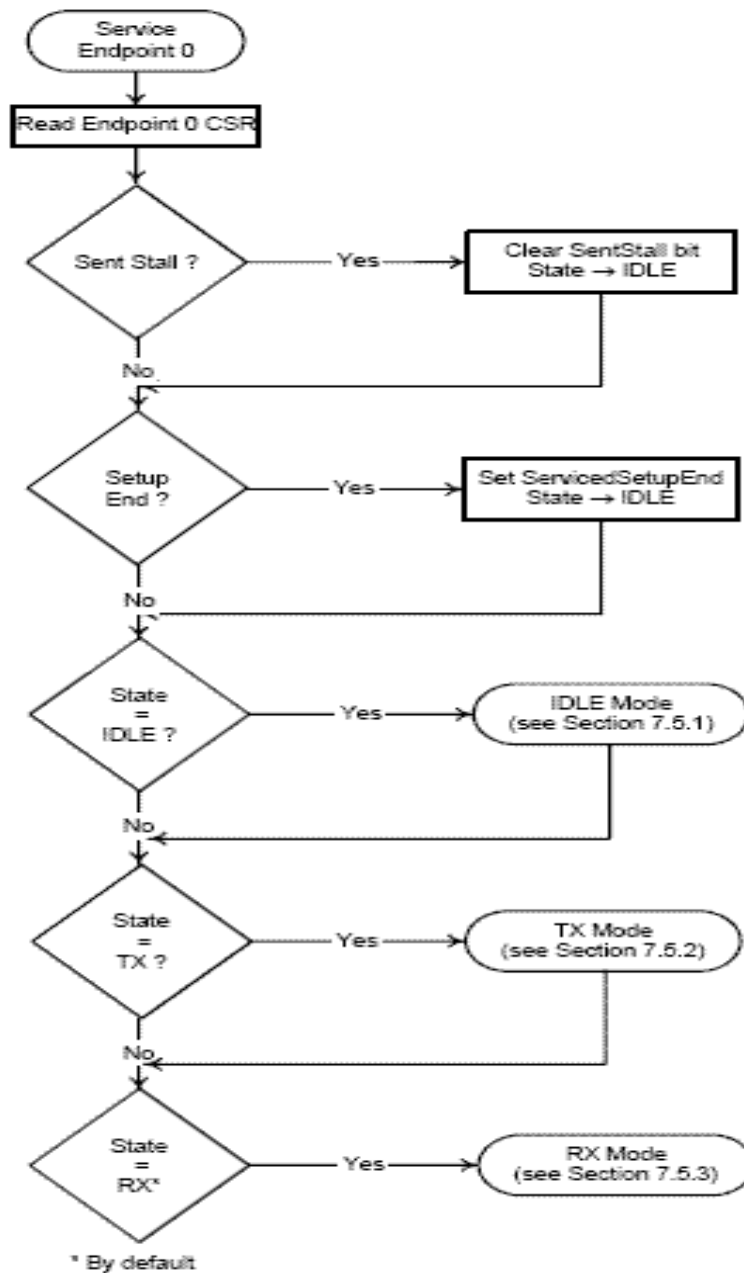 Service
Endpoint 0
Read Endpoint 0 CSR
Sent Stall ?
Yes
Clear SentStall bit
State → IDLE
No
Setup
End ?
Yes
Set ServicedSetupEnd
State → IDLE
No
State
=
IDLE ?
Yes
IDLE Mode
(see Section 7.5.1)
No
State
=
TX ?
Yes
TX Mode
(see Section 7.5.2)
No
State
=
RX*
Yes
RX Mode
(see Section 7.5.3)
* By default